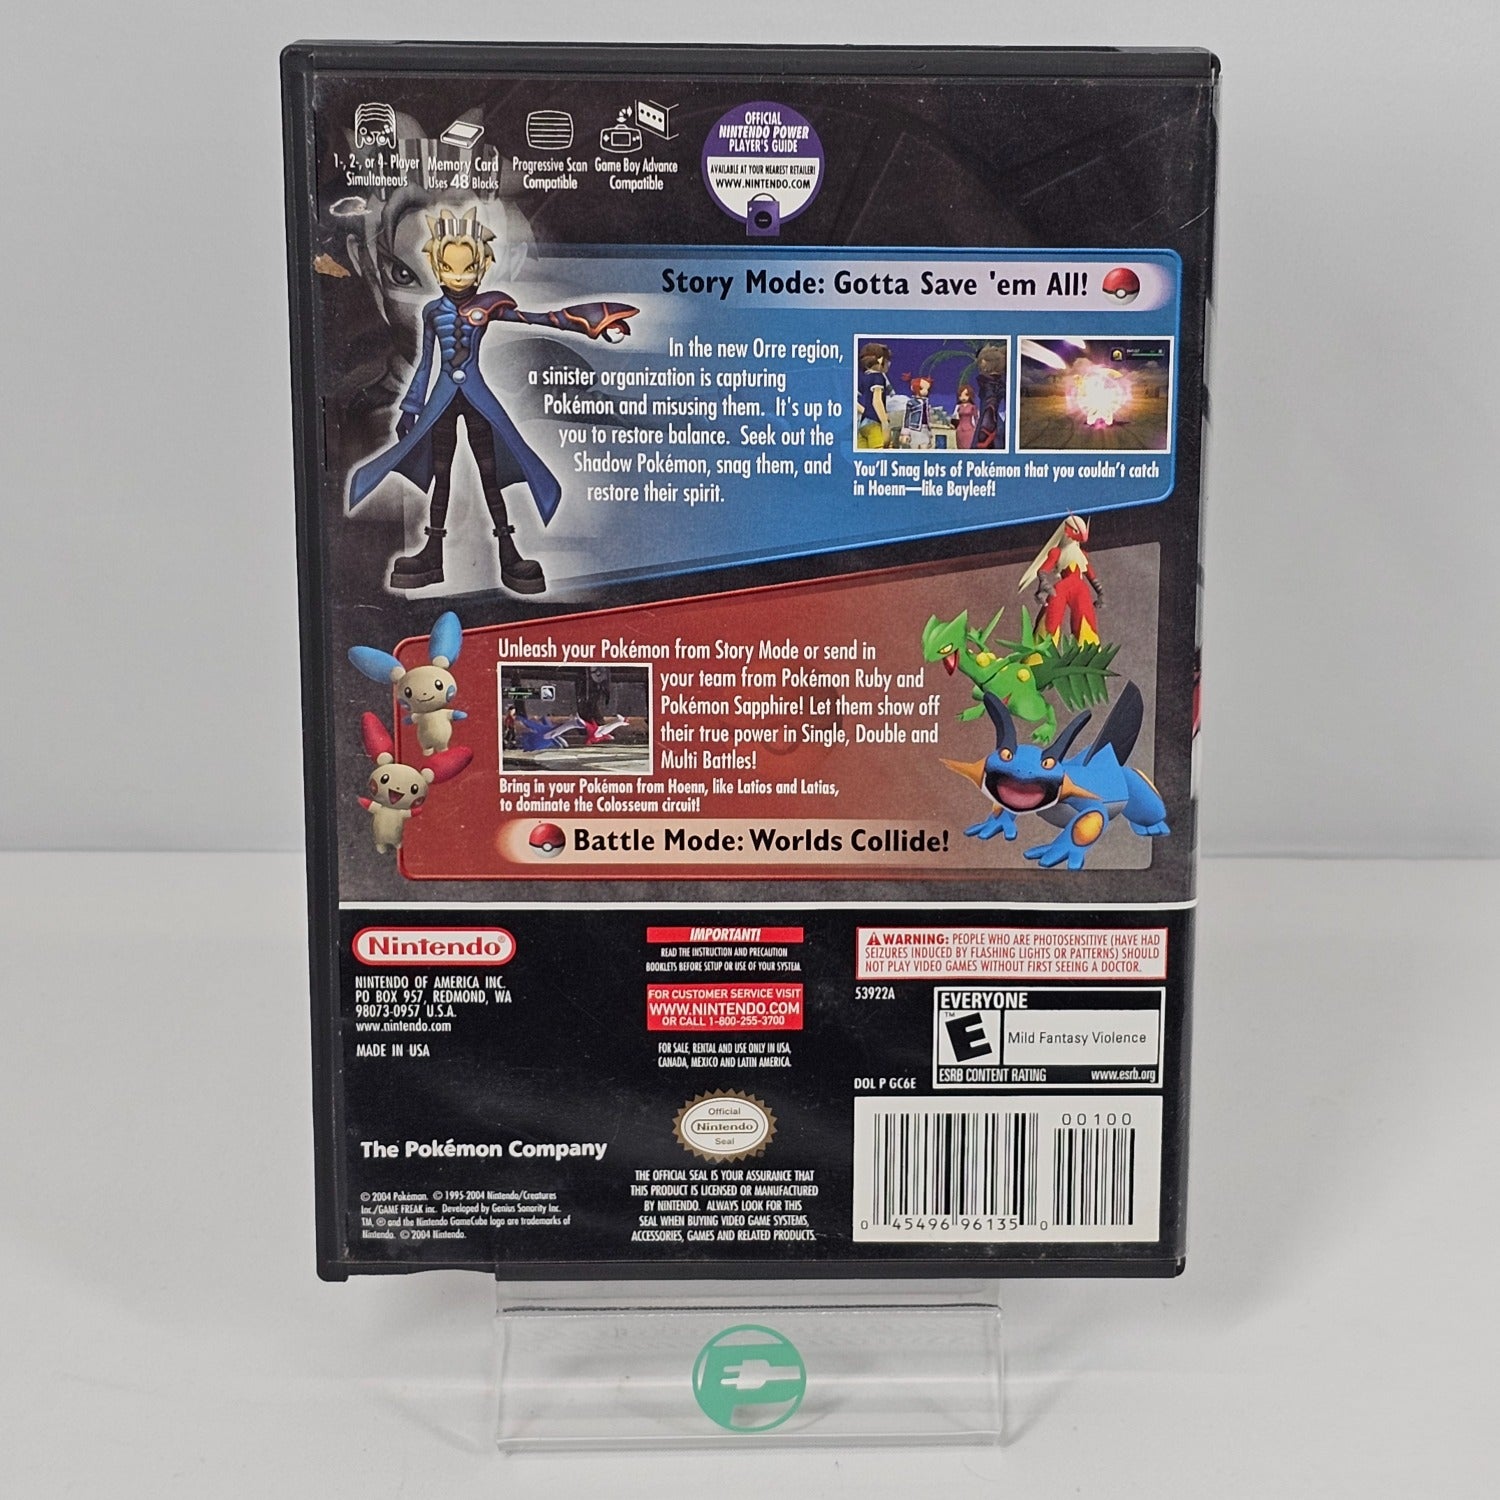 1-, 2-, or 4- Player
Simultaneous
Memory Card
Uses 48 Blocks
Progressive Scan
Compatible
Game Boy Advance
Compatible
OFFICIAL
NINTENDO POWER
PLAYER'S GUIDE
AVAILABLE AT YOUR NEAREST RETAILER!
WWW.NINTENDO.COM
Story Mode: Gotta Save 'em All!
In the new Orre region,
a sinister organization is capturing
Pokémon and misusing them. It's up to
you to restore balance. Seek out the
Shadow Pokémon, snag them, and
restore their spirit.
You'll Snag lots of Pokémon that you couldn't catch
in Hoenn—like Bayleef!
Unleash your Pokémon from Story Mode or send in
your team from Pokémon Ruby and
Pokémon Sapphire! Let them show off
their true power in Single, Double and
Multi Battles!
Bring in your Pokémon from Hoenn, like Latios and Latias,
to dominate the Colosseum circuit!
Battle Mode: Worlds Collide!
Nintendo®
NINTENDO OF AMERICA INC.
PO BOX 957, REDMOND, WA
98073-0957 U.S.A.
www.nintendo.com
MADE IN USA
The Pokémon Company
© 2004 Pokémon. © 1995-2004 Nintendo/Creatures
Inc./GAME FREAK inc. Developed by Genius Sonority Inc.
TM, ® and the Nintendo GameCube logo are trademarks of
Nintendo. © 2004 Nintendo.
IMPORTANT!
READ THE INSTRUCTION AND PRECAUTION
BOOKLETS BEFORE SETUP OR USE OF YOUR SYSTEM.
FOR CUSTOMER SERVICE VISIT
WWW.NINTENDO.COM
OR CALL 1-800-255-3700
FOR SALE, RENTAL AND USE ONLY IN USA,
CANADA, MEXICO AND LATIN AMERICA.
Official
Nintendo
Seal
THE OFFICIAL SEAL IS YOUR ASSURANCE THAT
THIS PRODUCT IS LICENSED OR MANUFACTURED
BY NINTENDO. ALWAYS LOOK FOR THIS
SEAL WHEN BUYING VIDEO GAME SYSTEMS,
ACCESSORIES, GAMES AND RELATED PRODUCTS.
WARNING: PEOPLE WHO ARE PHOTOSENSITIVE (HAVE HAD
SEIZURES INDUCED BY FLASHING LIGHTS OR PATTERNS) SHOULD
NOT PLAY VIDEO GAMES WITHOUT FIRST SEEING A DOCTOR.
53922A
EVERYONE
TM
E
Mild Fantasy Violence
ESRB CONTENT RATING www.esrb.org
DOL P GC6E
00100
0 45496 96135 0